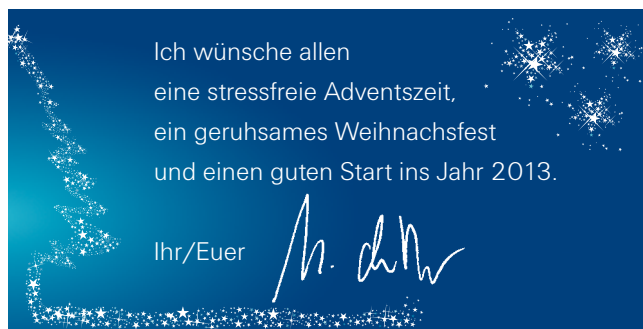 Ich wünsche allen
eine stressfreie Adventszeit,
ein geruhsames Weihnachsfest
und einen guten Start ins Jahr 2013.
Ihr/Euer